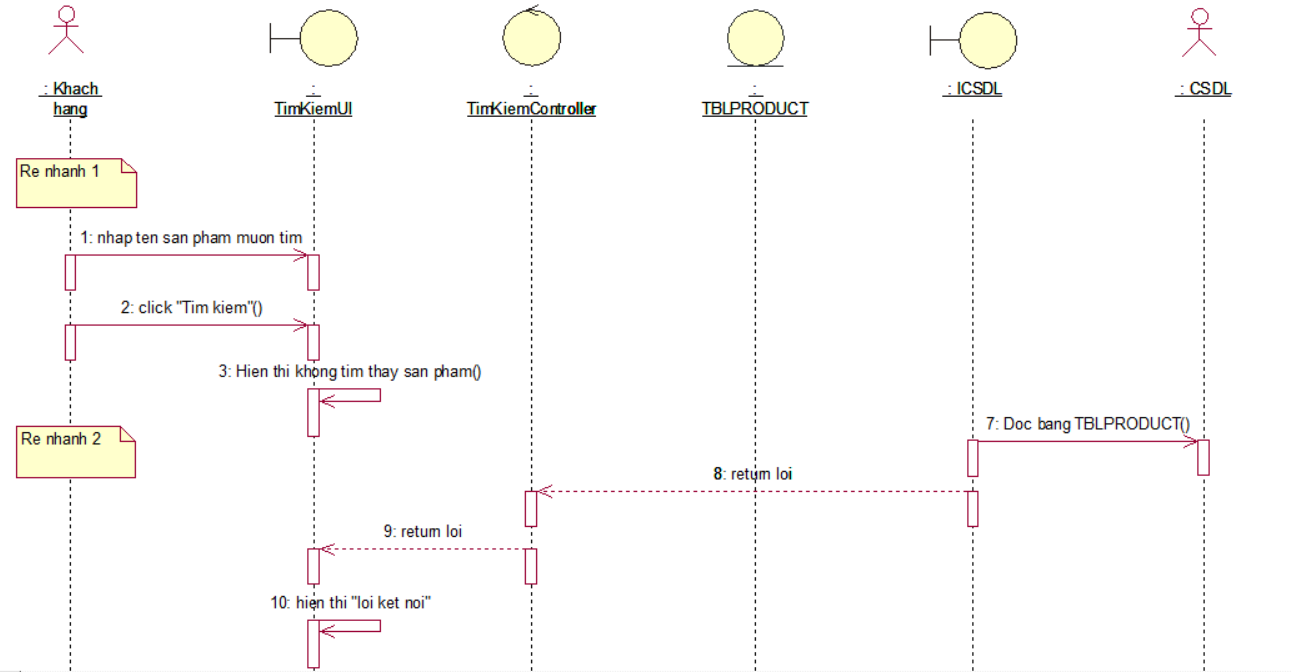 : Khach
hang
:
TimKiemUI
:
TimKiemController
:
TBLPRODUCT
: ICSDL
: CSDL
Re nhanh 1
1: nhap ten san pham muon tim
2: click "Tim kiem"()
3: Hien thi khong tim thay san pham()
Re nhanh 2
7: Doc bang TBLPRODUCT()
8: return loi
9: return loi
10: hien thi "loi ket noi"